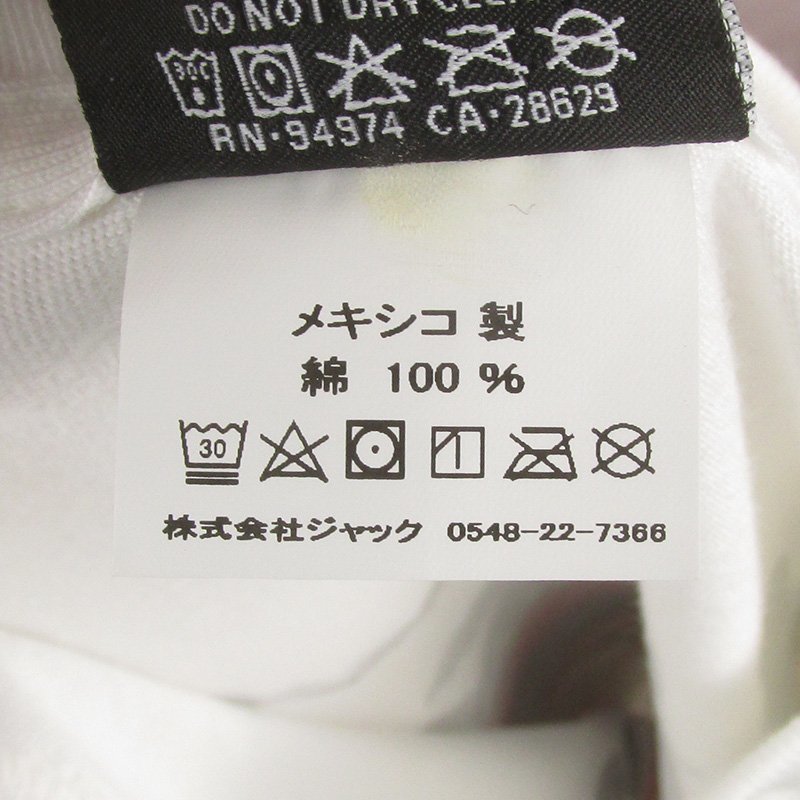 DO NOT DRY CLEAN
30C
RN·94974 CA·28629
メキシコ 製
綿 100 %
30
株式会社ジャック 0548-22-7366